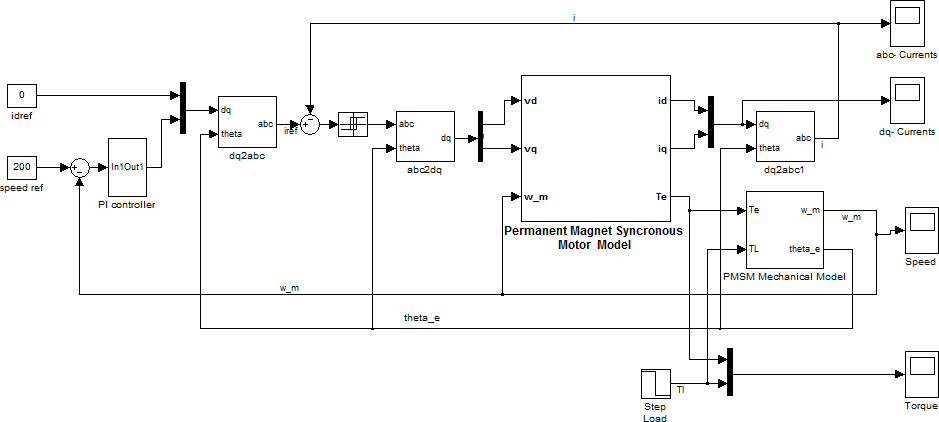 i
abc- Currents
0
idref
dq
theta
abc
dq2abc
iref
abc
theta
dq
abc2dq
vd
vq
w_m
id
iq
Te
Permanent Magnet Syncronous
Motor Model
dq
theta
abc
dq2abc1
i
dq- Currents
200
speed ref
In1Out1
PI controller
Te
TL
w_m
theta_e
PMSM Mechanical Model
w_m
Speed
w_m
theta_e
Step
Load
Tl
Torque